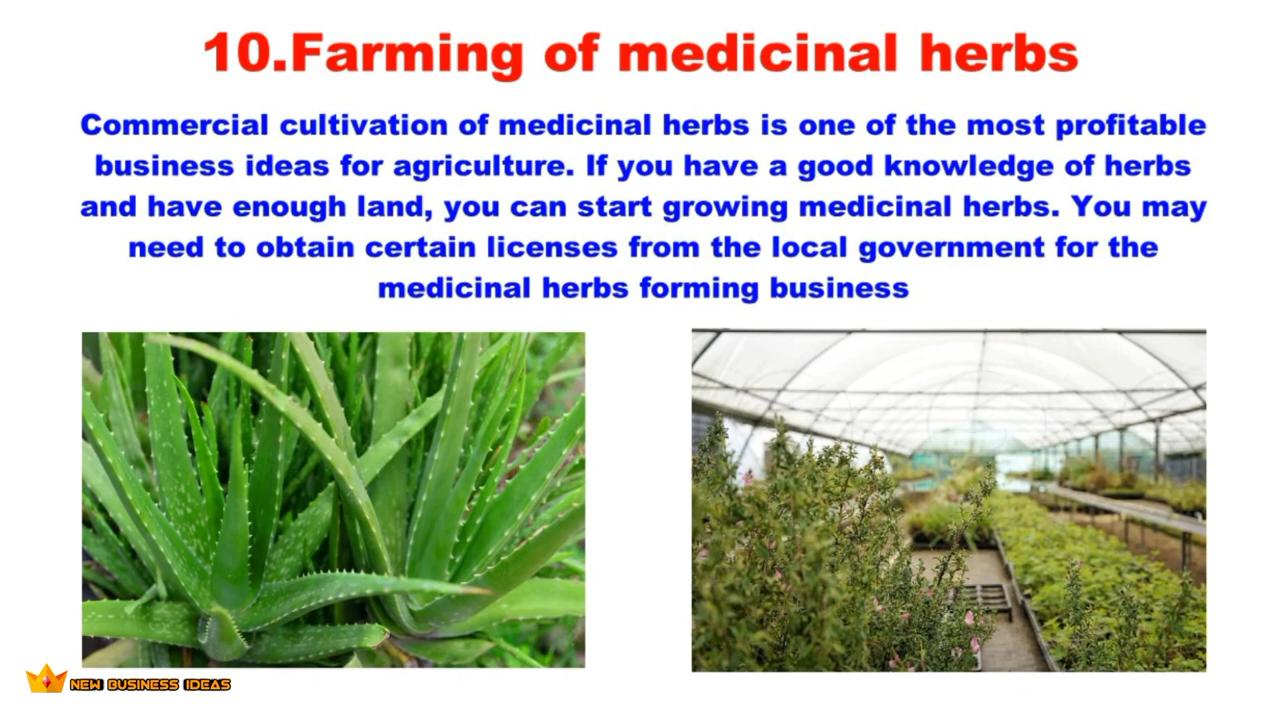 10.Farming of medicinal herbs
Commercial cultivation of medicinal herbs is one of the most profitable
business ideas for agriculture. If you have a good knowledge of herbs
and have enough land, you can start growing medicinal herbs. You may
need to obtain certain licenses from the local government for the
medicinal herbs forming business
NEW BUSINESS IDEAS